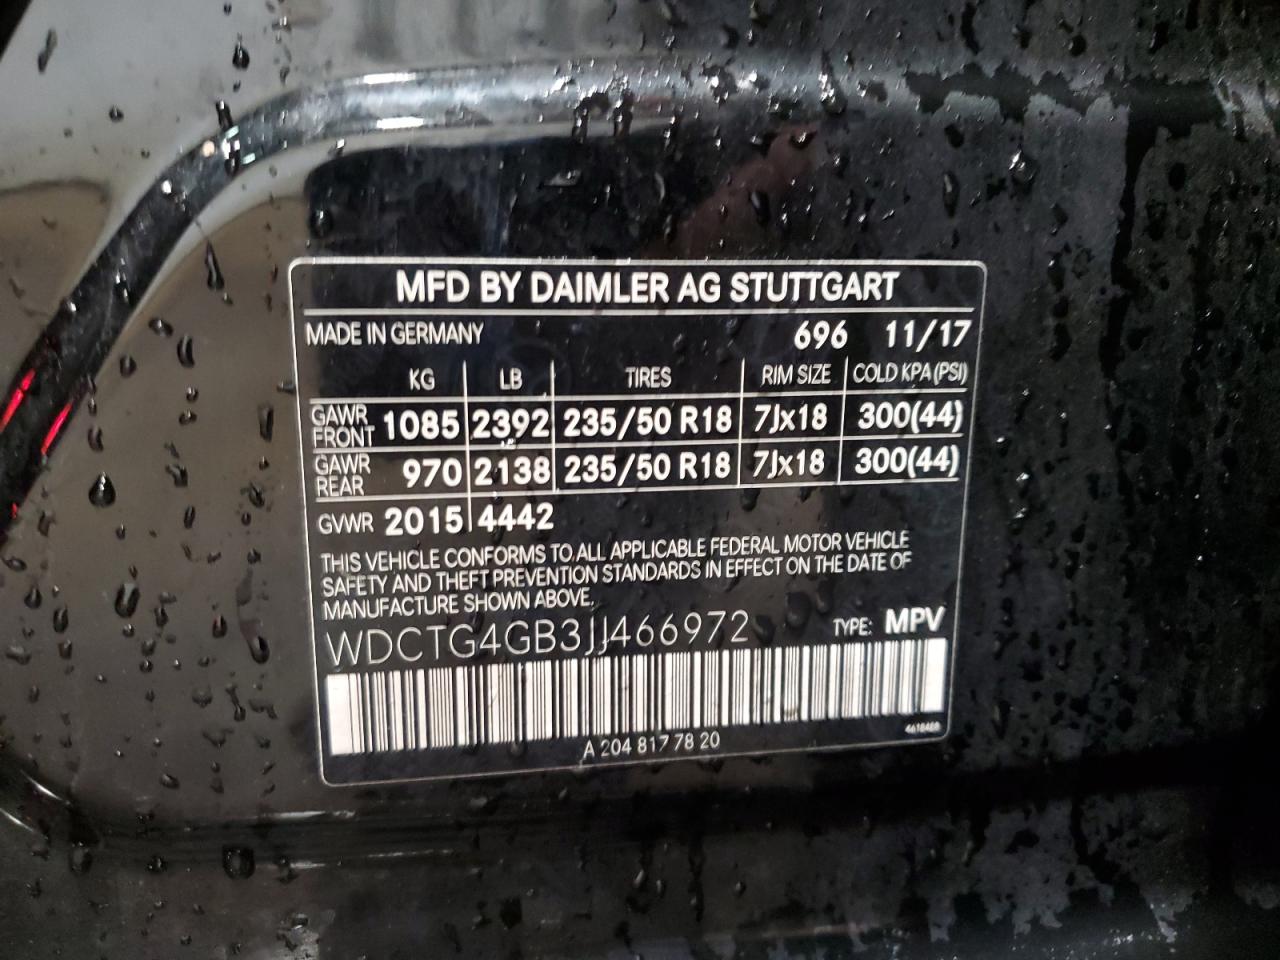 MFD BY DAIMLER AG STUTTGART
MADE IN GERMANY 696 11/17
KG LB TIRES RIM SIZE COLD KPA (PSI)
GAWR FRONT 1085 2392 235/50 R18 7Jx18 300(44)
GAWR REAR 970 2138 235/50 R18 7Jx18 300(44)
GVWR 2015 4442
THIS VEHICLE CONFORMS TO ALL APPLICABLE FEDERAL MOTOR VEHICLE
SAFETY AND THEFT PREVENTION STANDARDS IN EFFECT ON THE DATE OF
MANUFACTURE SHOWN ABOVE.
WDCTG4GB3JJ466972 TYPE: MPV
A 204 817 78 20